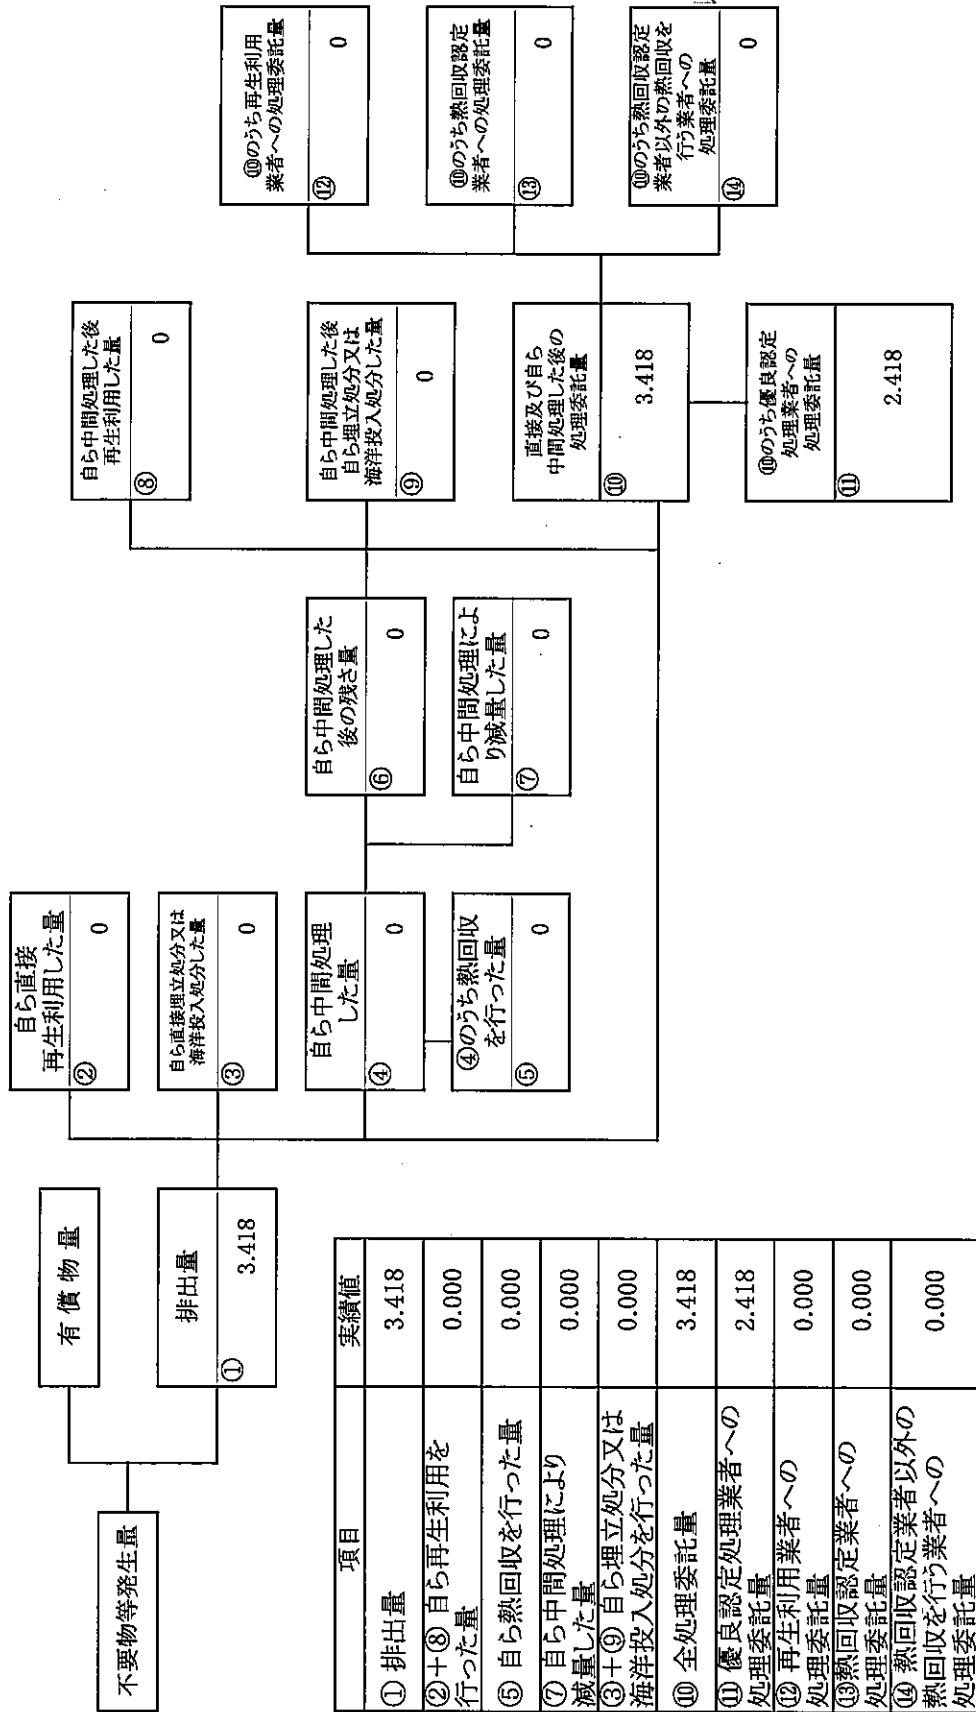 不要物等発生量
有償物量
排出量
①
3.418
自ら直接
再生利用した量
②
0
自ら直接埋立処分又は
海洋投入処分した量
③
0
自ら中間処理
した量
④
0
④のうち熱回収
を行った量
⑤
0
自ら中間処理した
後の残さ量
⑥
0
自ら中間処理によ
り減量した量
⑦
0
自ら中間処理した後
再生利用した量
⑧
0
自ら中間処理した後
自ら埋立処分又は
海洋投入処分した量
⑨
0
直接及び自ら
中間処理した後の
処理委託量
⑩
3.418
⑩のうち優良認定
処理業者への
処理委託量
⑪
2.418
⑩のうち再生利用
業者への処理委託量
⑫
0
⑩のうち熱回収認定
業者への処理委託量
⑬
0
⑩のうち熱回収認定
業者以外の熱回収を
行う業者への
処理委託量
⑭
0
項目 実績値
①排出量 3.418
②+⑧ 自ら再生利用を
行った量 0.000
⑤ 自ら熱回収を行った量 0.000
⑦ 自ら中間処理により
減量した量 0.000
③+⑨ 自ら埋立処分又は
海洋投入処分を行った量 0.000
⑩ 全処理委託量 3.418
⑪ 優良認定処理業者への
処理委託量 2.418
⑫ 再生利用業者への
処理委託量 0.000
⑬熱回収認定業者への
処理委託量 0.000
⑭ 熱回収認定業者以外の
熱回収を行う業者への
処理委託量 0.000